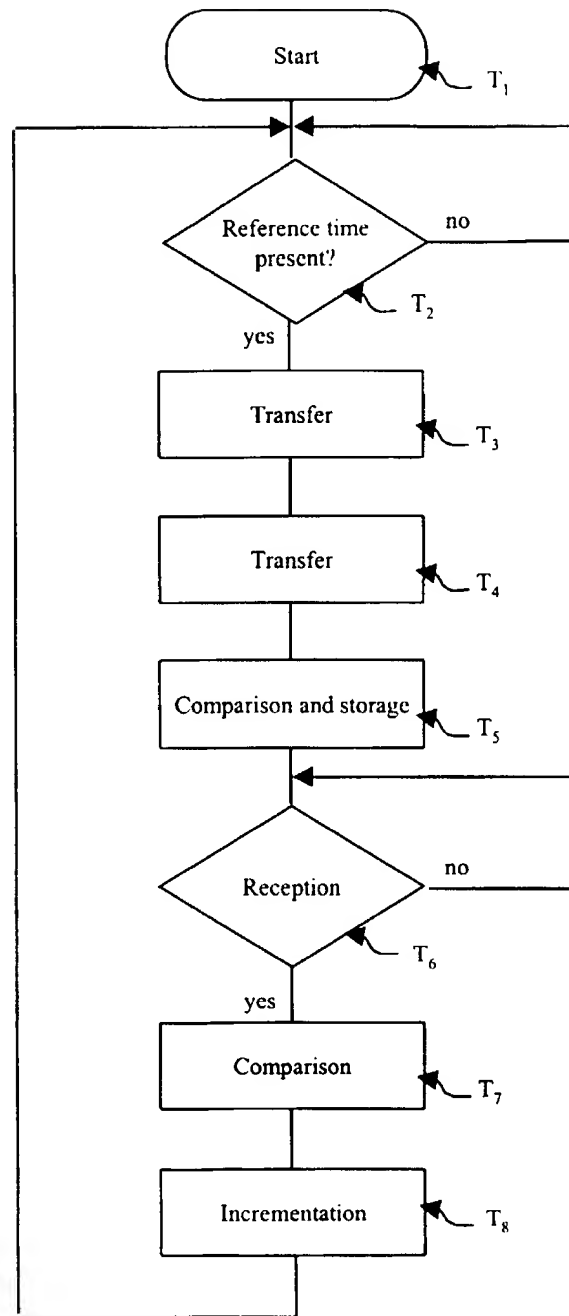 Start
T₁
Reference time
present?
no
T₂
yes
Transfer
T₃
Transfer
T₄
Comparison and storage
T₅
Reception
no
T₆
yes
Comparison
T₇
Incrementation
T₈